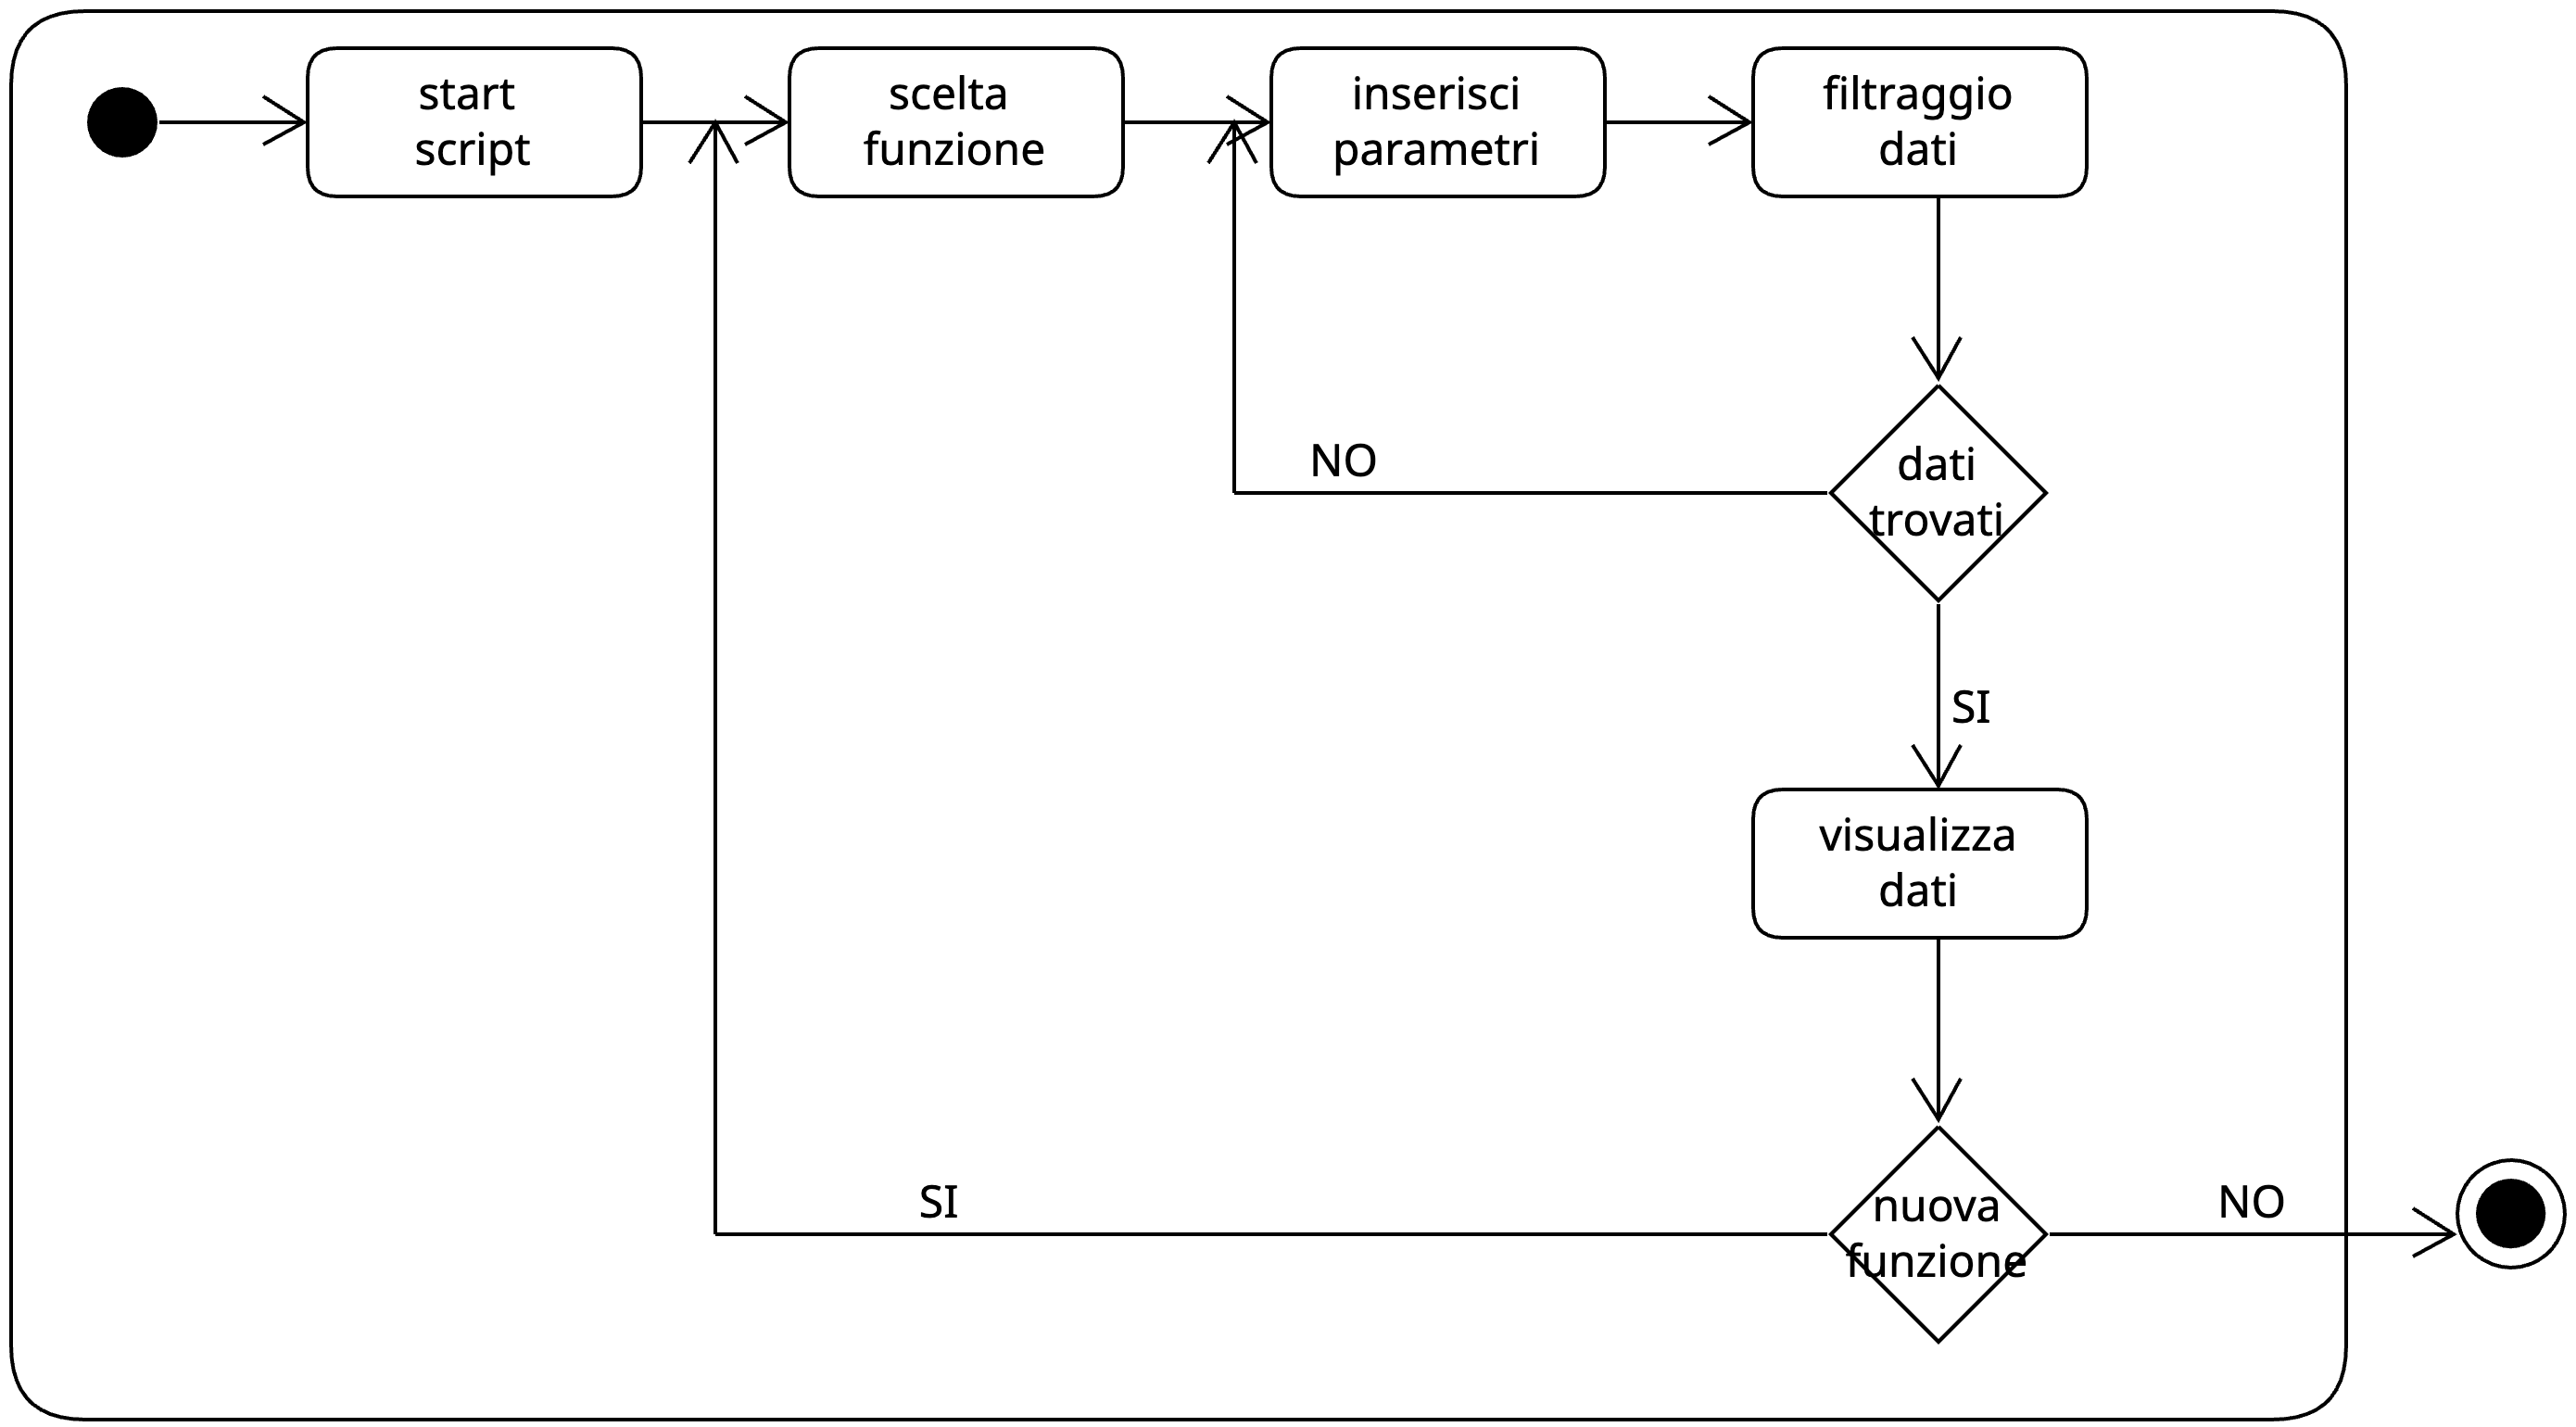 start
script
scelta
funzione
inserisci
parametri
filtraggio
dati
dati
trovati
NO
SI
visualizza
dati
nuova
funzione
SI
NO